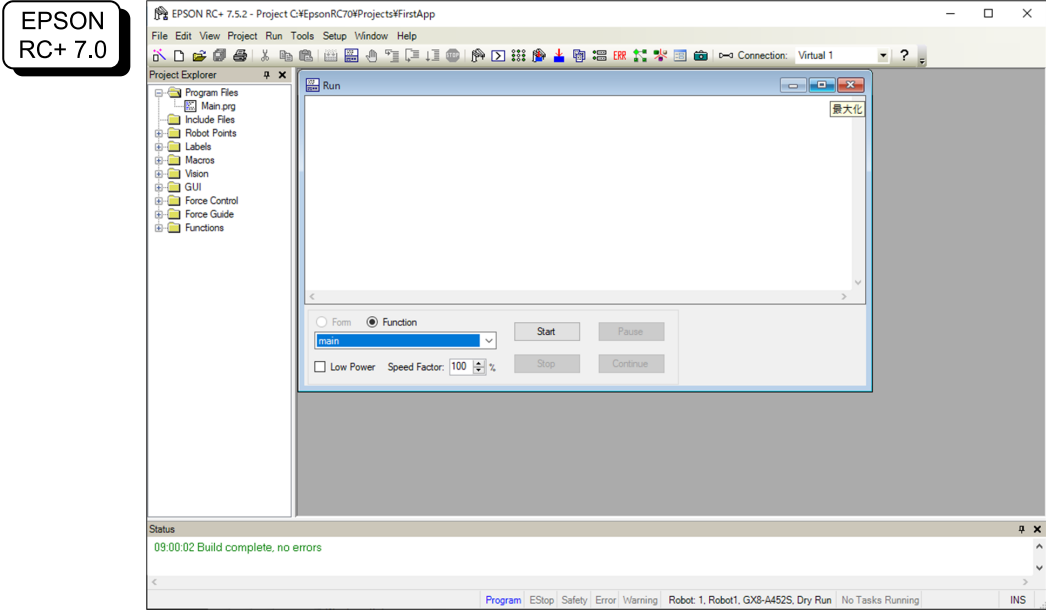 EPSON
RC+ 7.0
EPSON RC+ 7.5.2 - Project C:¥EpsonRC70¥Projects¥FirstApp
File Edit View Project Run Tools Setup Window Help
STOP ERR Connection: Virtual 1 ?
Project Explorer
Program Files
Main.prg
Include Files
Robot Points
Labels
Macros
Vision
GUI
Force Control
Force Guide
Functions
Run
最大化
Form Function
main
Start Pause
Low Power Speed Factor: 100 %
Stop Continue
Status
09:00:02 Build complete, no errors
Program EStop Safety Error Warning Robot: 1, Robot1, GX8-A452S, Dry Run No Tasks Running INS